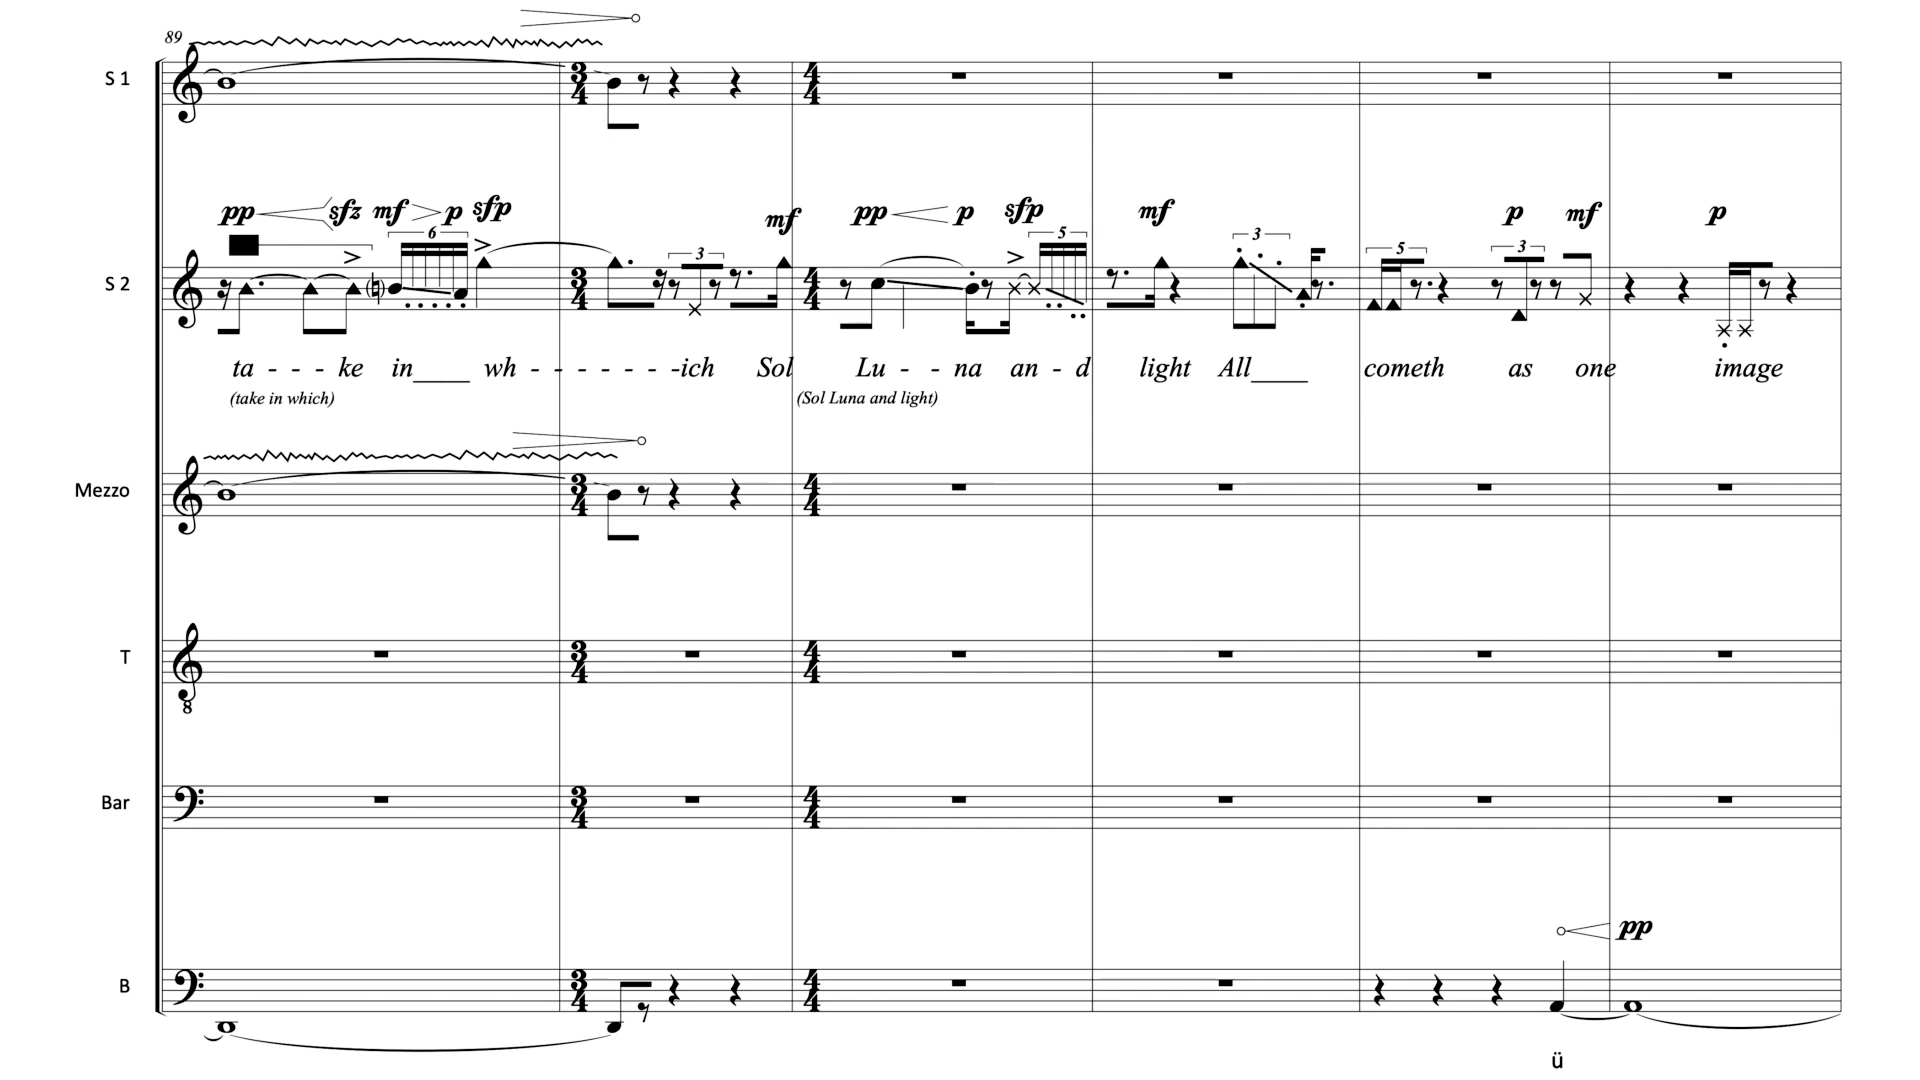 89
S 1
3 4
4 4
pp sfz mf p sfp mf pp p sfp mf p mf p
6 3 5 3 5 3
S 2
3 4
4 4
ta - - - ke in____ wh - - - - - - -ich Sol Lu - - na an - d light All____ cometh as one image
(take in which) (Sol Luna and light)
Mezzo
3 4
4 4
T
8
3 4
4 4
Bar
3 4
4 4
pp
B
3 4
4 4
ü